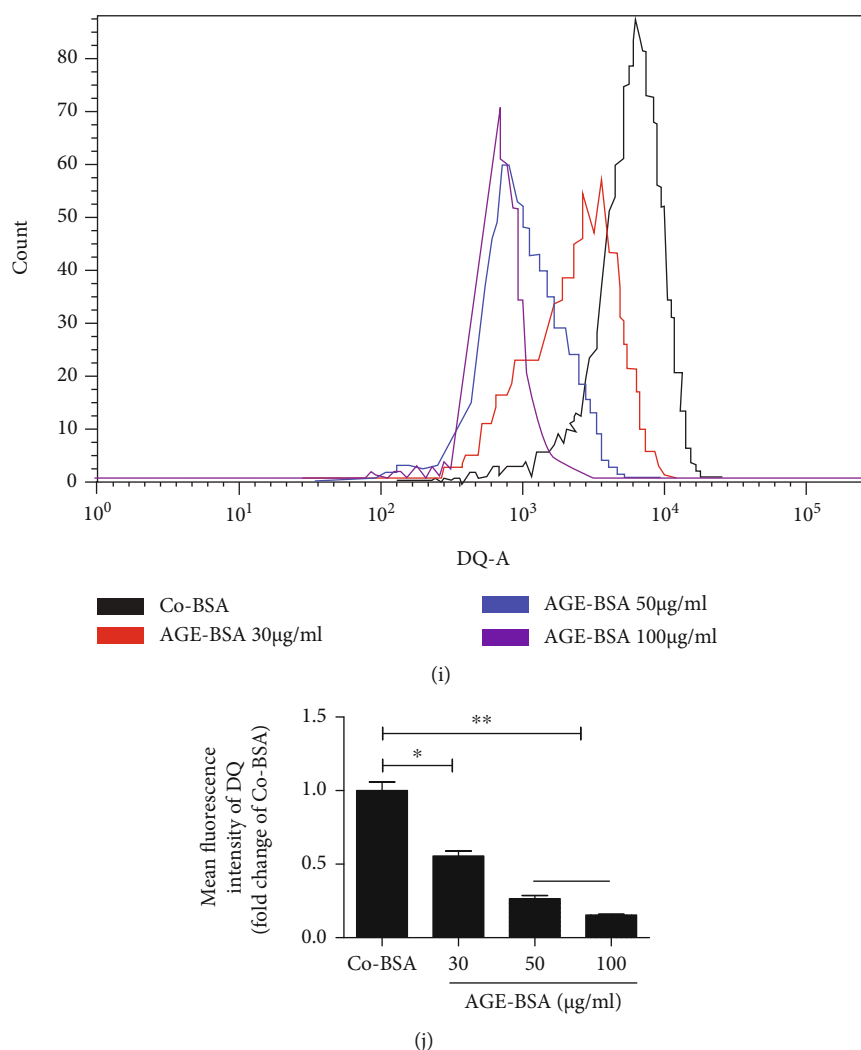 80
70
60
50
40
30
20
10
0
Count
10⁰ 10¹ 10² 10³ 10⁴ 10⁵
DQ-A
Co-BSA
AGE-BSA 30μg/ml
AGE-BSA 50μg/ml
AGE-BSA 100μg/ml
(i)
Mean fluorescence
intensity of DQ
(fold change of Co-BSA)
1.5
1.0
0.5
0.0
**
*
Co-BSA 30 50 100
AGE-BSA (μg/ml)
(j)